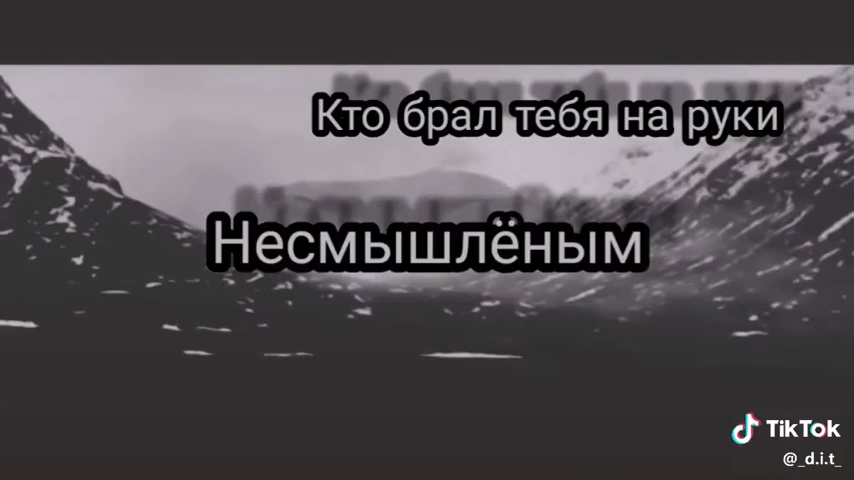 Кто брал тебя на руки
Несмышлёным
TikTok
@_d.i.t_